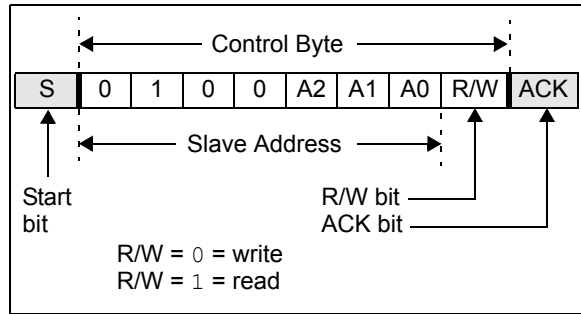 Control Byte
S 0 1 0 0 A2 A1 A0 R/W ACK
Slave Address
Start
bit
R/W bit
ACK bit
R/W = 0 = write
R/W = 1 = read